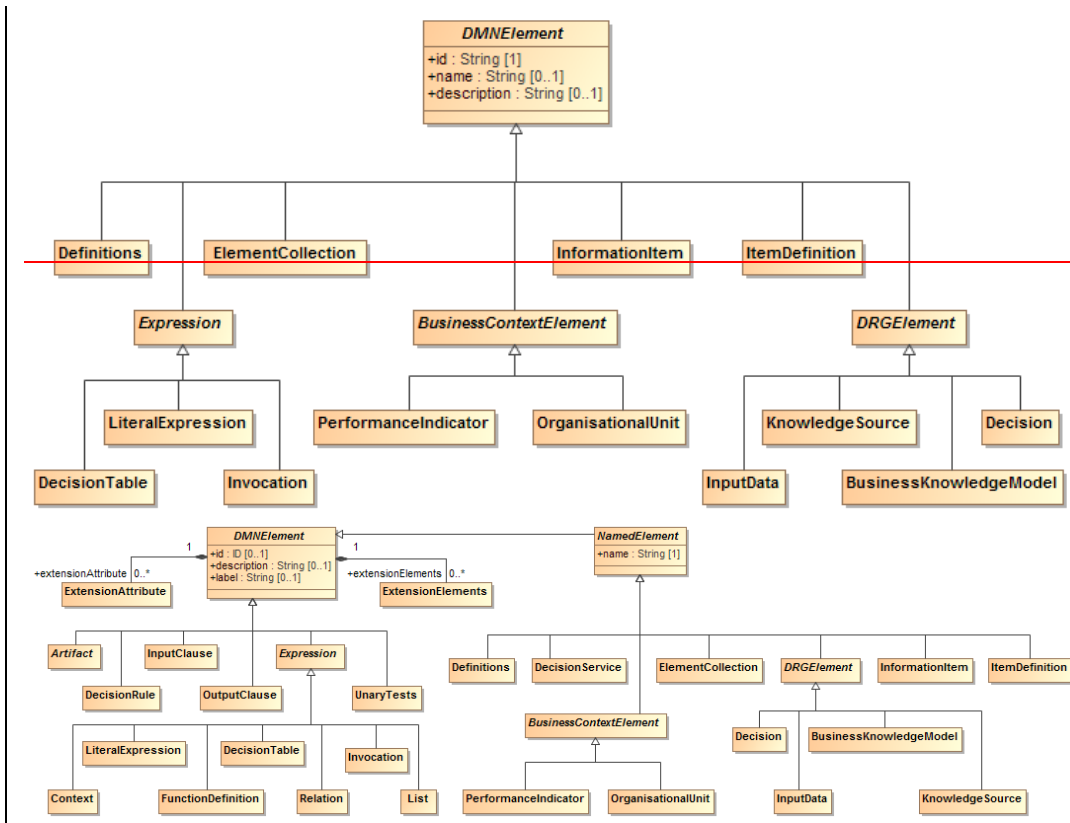 DMNElement
+id : String [1]
+name : String [0..1]
+description : String [0..1]
Definitions
ElementCollection
InformationItem
ItemDefinition
Expression
BusinessContextElement
DRGElement
LiteralExpression
PerformanceIndicator
OrganisationalUnit
KnowledgeSource
Decision
DecisionTable
Invocation
InputData
BusinessKnowledgeModel
DMNElement
+id : ID [0..1]
+description : String [0..1]
+label : String [0..1]
NamedElement
+name : String [1]
1
1
+extensionAttribute 0..*
+extensionElements 0..*
ExtensionAttribute
ExtensionElements
Artifact
InputClause
Expression
DecisionRule
OutputClause
UnaryTests
Definitions
DecisionService
ElementCollection
DRGElement
InformationItem
ItemDefinition
BusinessContextElement
LiteralExpression
DecisionTable
Invocation
Decision
BusinessKnowledgeModel
Context
FunctionDefinition
Relation
List
PerformanceIndicator
OrganisationalUnit
InputData
KnowledgeSource